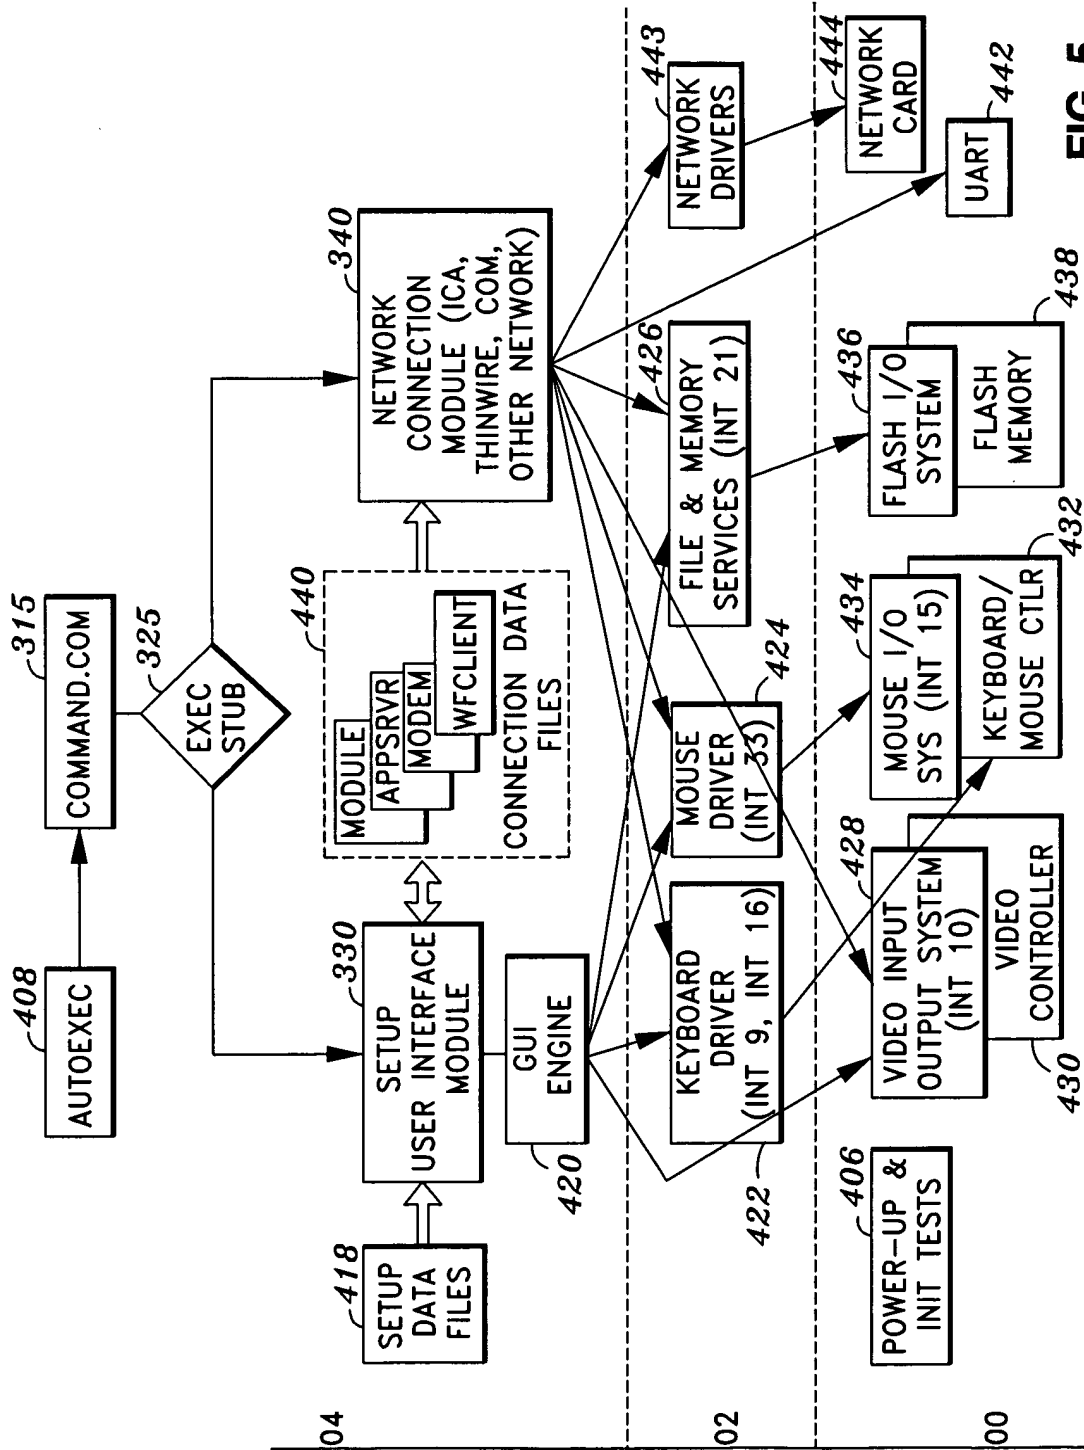 408
AUTOEXEC
315
COMMAND.COM
325
EXEC
STUB
04
418
SETUP
DATA
FILES
330
SETUP
USER INTERFACE
MODULE
GUI
ENGINE
420
440
MODULE
APPSRVR
MODEM
WFCLIENT
CONNECTION DATA
FILES
340
NETWORK
CONNECTION
MODULE (ICA,
THINWIRE, COM,
OTHER NETWORK)
02
KEYBOARD
DRIVER
(INT 9, INT 16)
422
MOUSE
DRIVER
(INT 33)
424
426
FILE & MEMORY
SERVICES (INT 21)
443
NETWORK
DRIVERS
00
406
POWER-UP &
INIT TESTS
428
VIDEO INPUT
OUTPUT SYSTEM
(INT 10)
VIDEO
CONTROLLER
430
434
MOUSE I/O
SYS (INT 15)
KEYBOARD/
MOUSE CTLR
432
436
FLASH I/O
SYSTEM
FLASH
MEMORY
438
444
NETWORK
CARD
UART
442